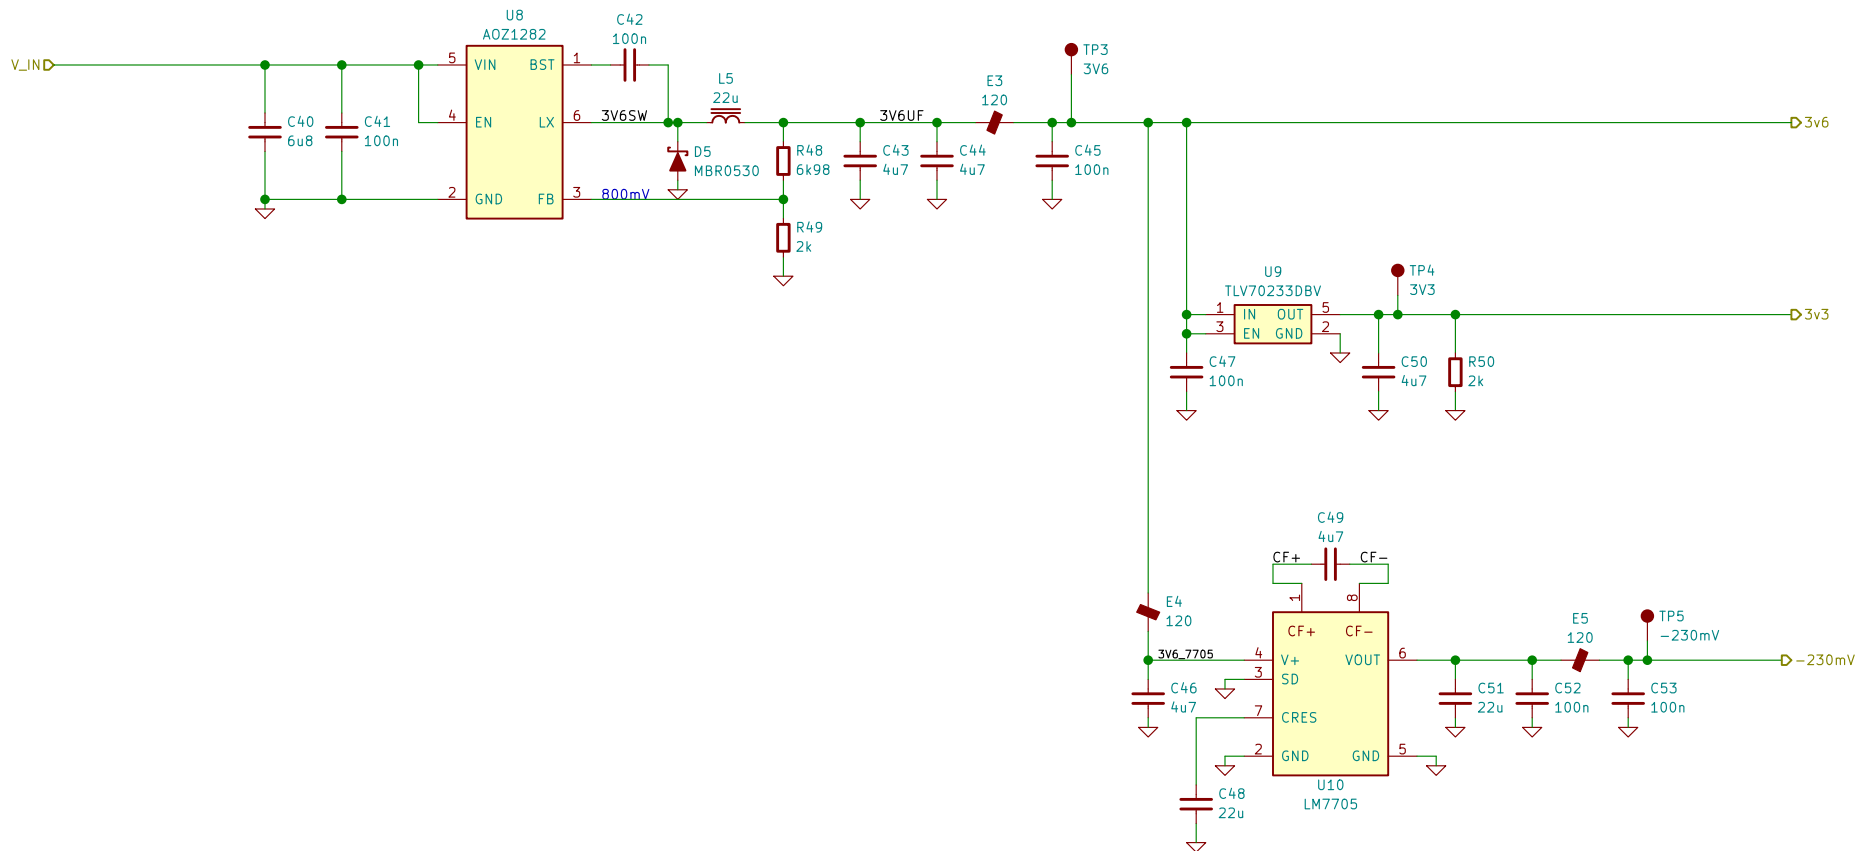 U8
AOZ1282
V_IN
5 VIN BST 1
4 EN LX 6
2 GND FB 3
C42
100n
C40
6u8
C41
100n
3V6SW
800mV
D5
MBR0530
L5
22u
R48
6k98
R49
2k
3V6UF
C43
4u7
C44
4u7
E3
120
C45
100n
TP3
3V6
3v6
U9
TLV70233DBV
1 IN OUT 5
3 EN GND 2
C47
100n
TP4
3V3
3v3
C50
4u7
R50
2k
C49
4u7
CF+ CF-
1 8
CF+ CF-
E4
120
3V6_7705
4 V+ VOUT 6
3 SD
7 CRES
2 GND GND 5
U10
LM7705
C46
4u7
C48
22u
C51
22u
C52
100n
E5
120
C53
100n
TP5
-230mV
-230mV